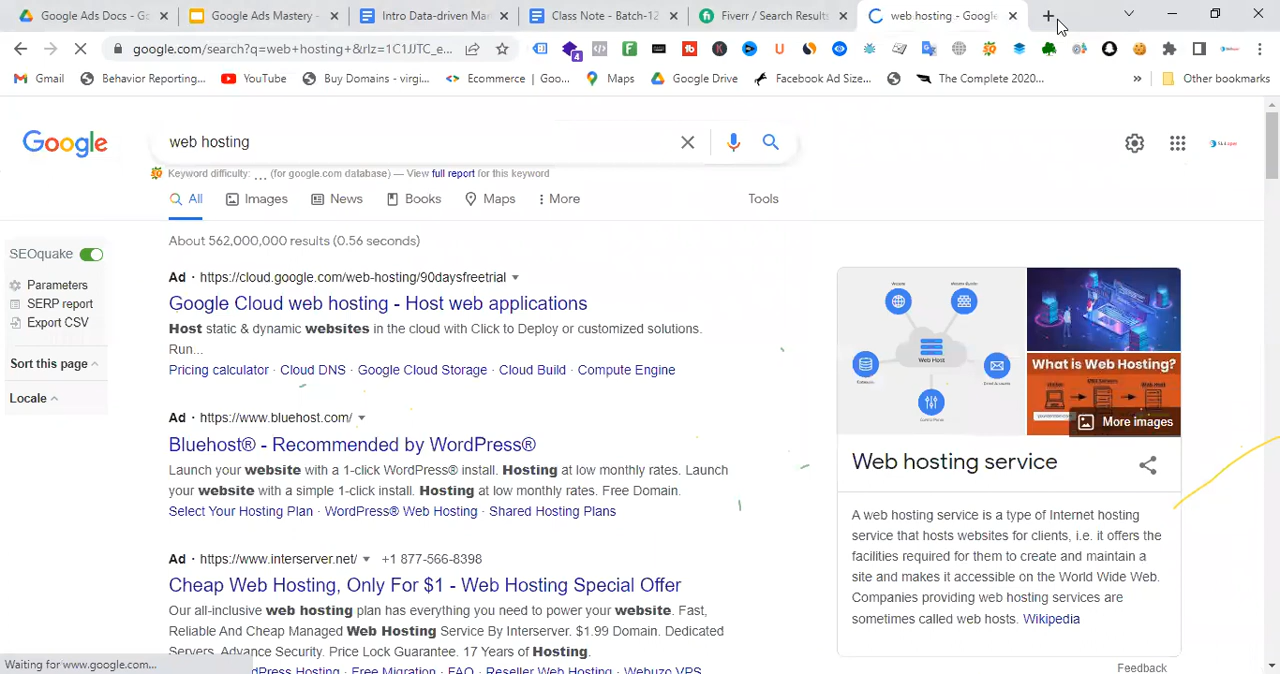 Google Ads Docs - G
Google Ads Mastery -
Intro Data-driven Ma
Class Note - Batch-12
Fiverr / Search Results
web hosting - Google
google.com/search?q=web+hosting+&rlz=1C1JJTC_e...
4
Gmail
Behavior Reporting...
YouTube
Buy Domains - virgi...
Ecommerce | Goo...
Maps
Google Drive
Facebook Ad Size...
The Complete 2020...
»
Other bookmarks
Google
web hosting
Keyword difficulty: ... (for google.com database) — View full report for this keyword
All
Images
News
Books
Maps
More
Tools
SEOquake
Parameters
SERP report
Export CSV
Sort this page
Locale
About 562,000,000 results (0.56 seconds)
Ad · https://cloud.google.com/web-hosting/90daysfreetrial
Google Cloud web hosting - Host web applications
Host static & dynamic websites in the cloud with Click to Deploy or customized solutions.
Run...
Pricing calculator · Cloud DNS · Google Cloud Storage · Cloud Build · Compute Engine
Ad · https://www.bluehost.com/
Bluehost® - Recommended by WordPress®
Launch your website with a 1-click WordPress® install. Hosting at low monthly rates. Launch
your website with a simple 1-click install. Hosting at low monthly rates. Free Domain.
Select Your Hosting Plan · WordPress® Web Hosting · Shared Hosting Plans
Ad · https://www.interserver.net/ +1 877-566-8398
Cheap Web Hosting, Only For $1 - Web Hosting Special Offer
Our all-inclusive web hosting plan has everything you need to power your website. Fast,
Reliable And Cheap Managed Web Hosting Service By Interserver. $1.99 Domain. Dedicated
Servers. Advance Security. Price Lock Guarantee. 17 Years of Hosting.
Hosting · Free Migration · FAQ · Reseller Web Hosting · Webuzo VPS
Web Host
What is Web Hosting?
More images
Web hosting service
A web hosting service is a type of Internet hosting
service that hosts websites for clients, i.e. it offers the
facilities required for them to create and maintain a
site and makes it accessible on the World Wide Web.
Companies providing web hosting services are
sometimes called web hosts. Wikipedia
Feedback
Waiting for www.google.com...